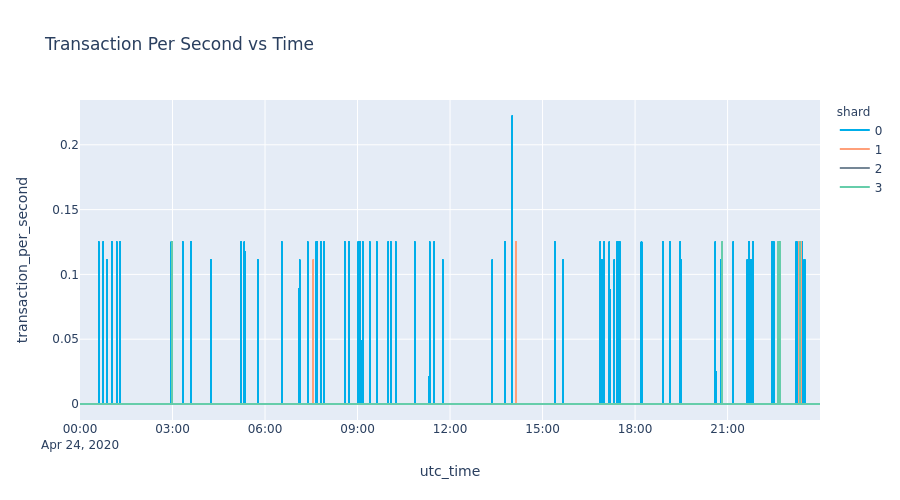 Transaction Per Second vs Time
shard
0
1
2
3
0.2
0.15
0.1
0.05
0
transaction_per_second
00:00 03:00 06:00 09:00 12:00 15:00 18:00 21:00
Apr 24, 2020
utc_time